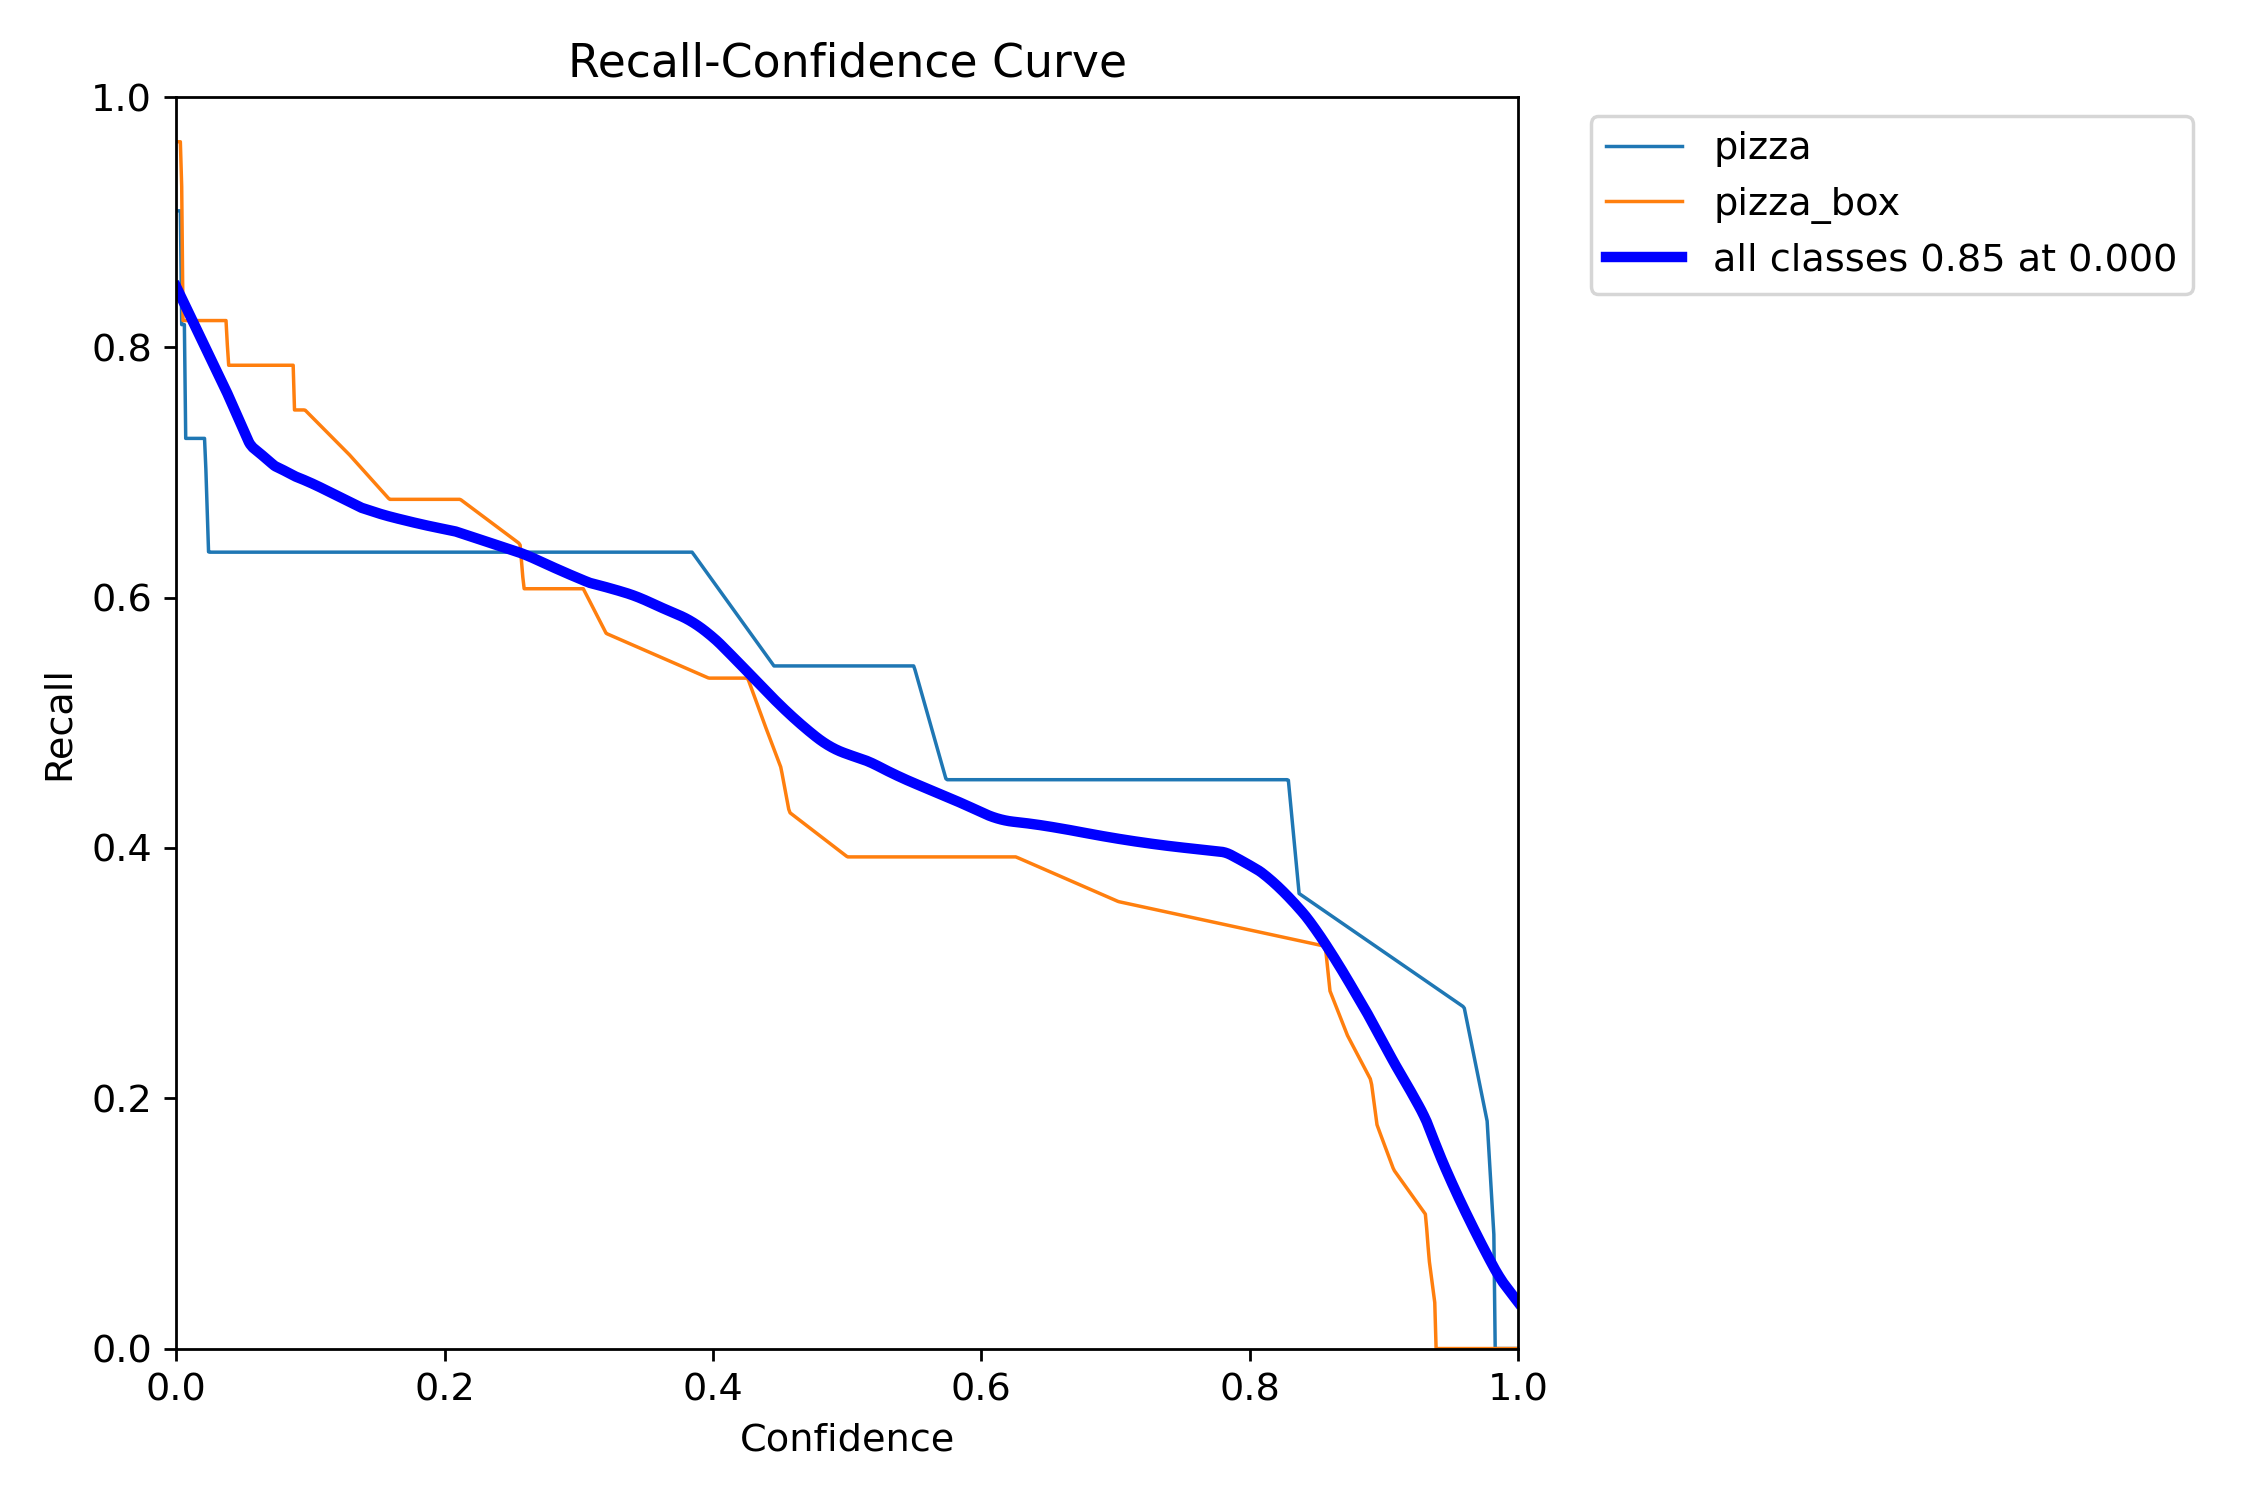 Recall-Confidence Curve
1.0
0.8
0.6
0.4
0.2
0.0
Recall
0.0 0.2 0.4 0.6 0.8 1.0
Confidence
pizza
pizza_box
all classes 0.85 at 0.000